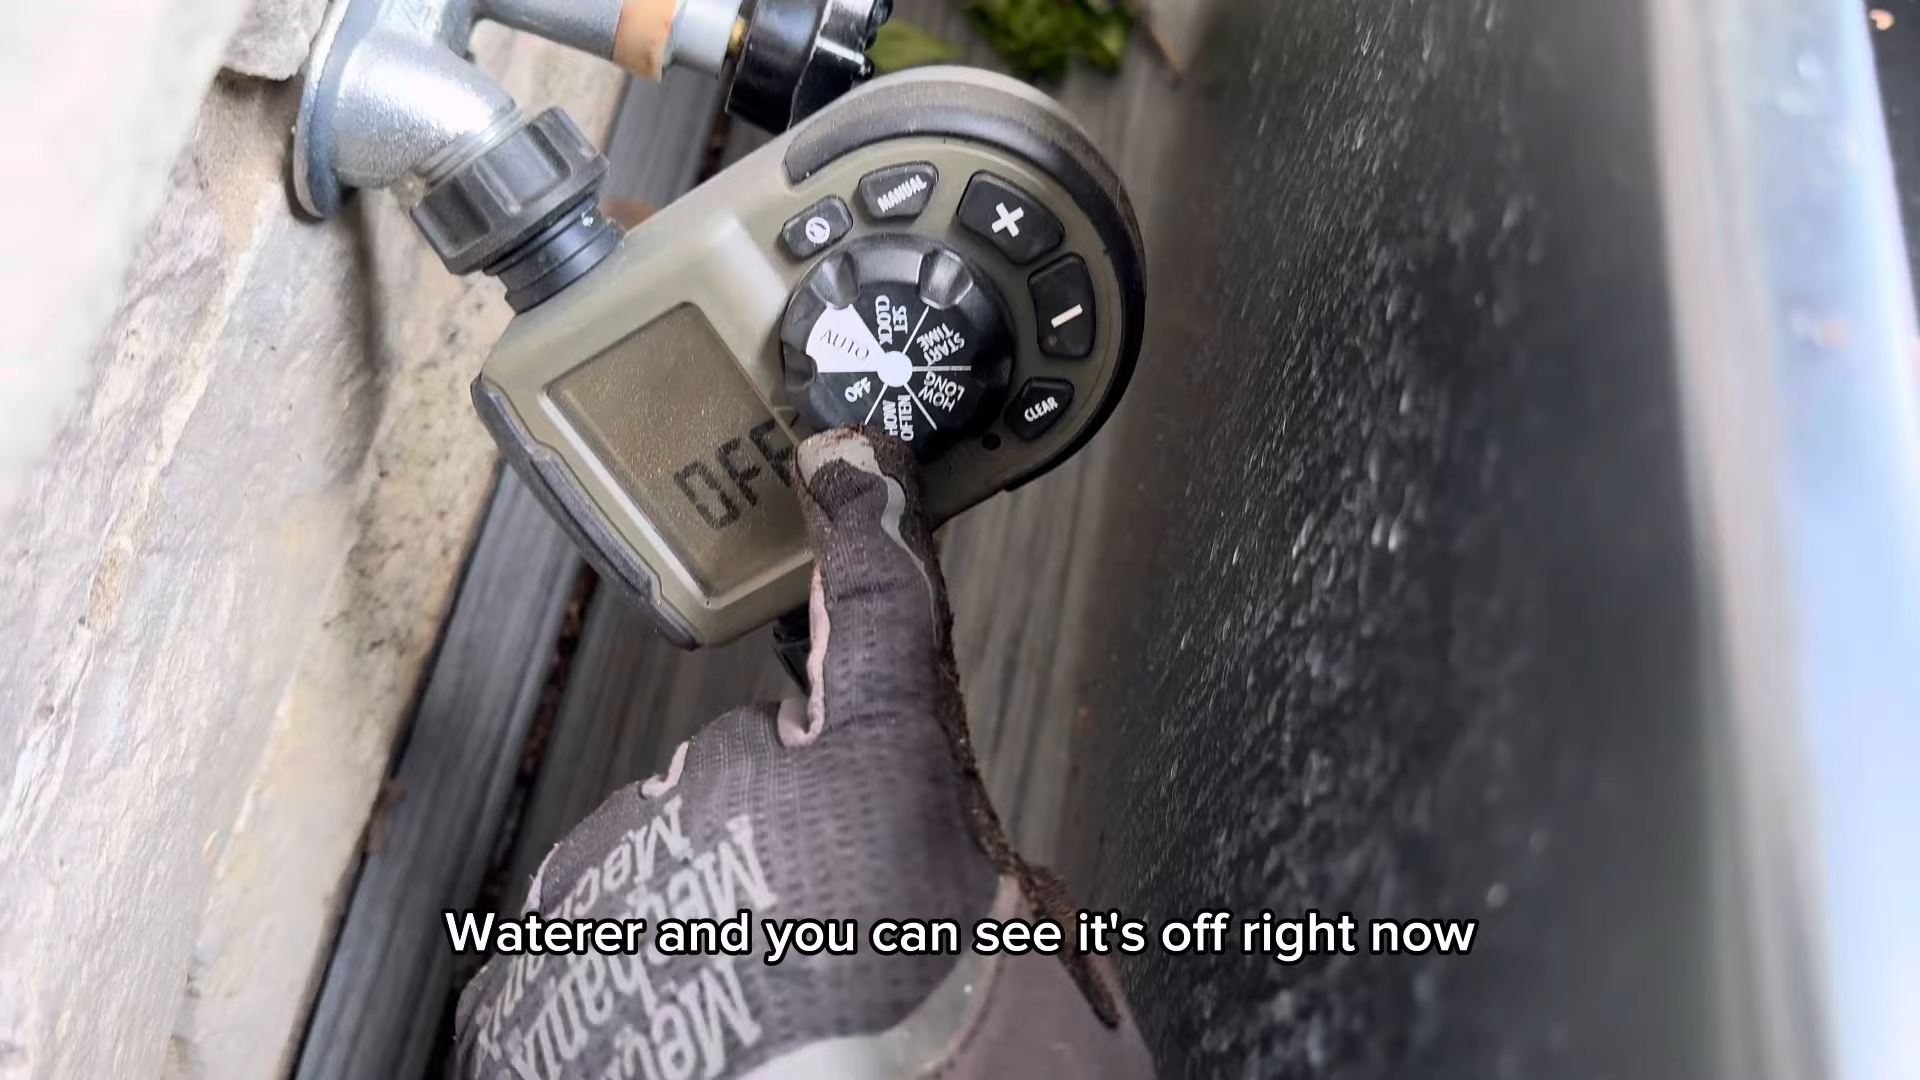 MANUAL
+
-
CLEAR
SET
CLOCK
START
TIME
HOW
LONG
HOW
OFTEN
OFF
AUTO
OFF
Mechanix
Mechanix
Waterer and you can see it's off right now